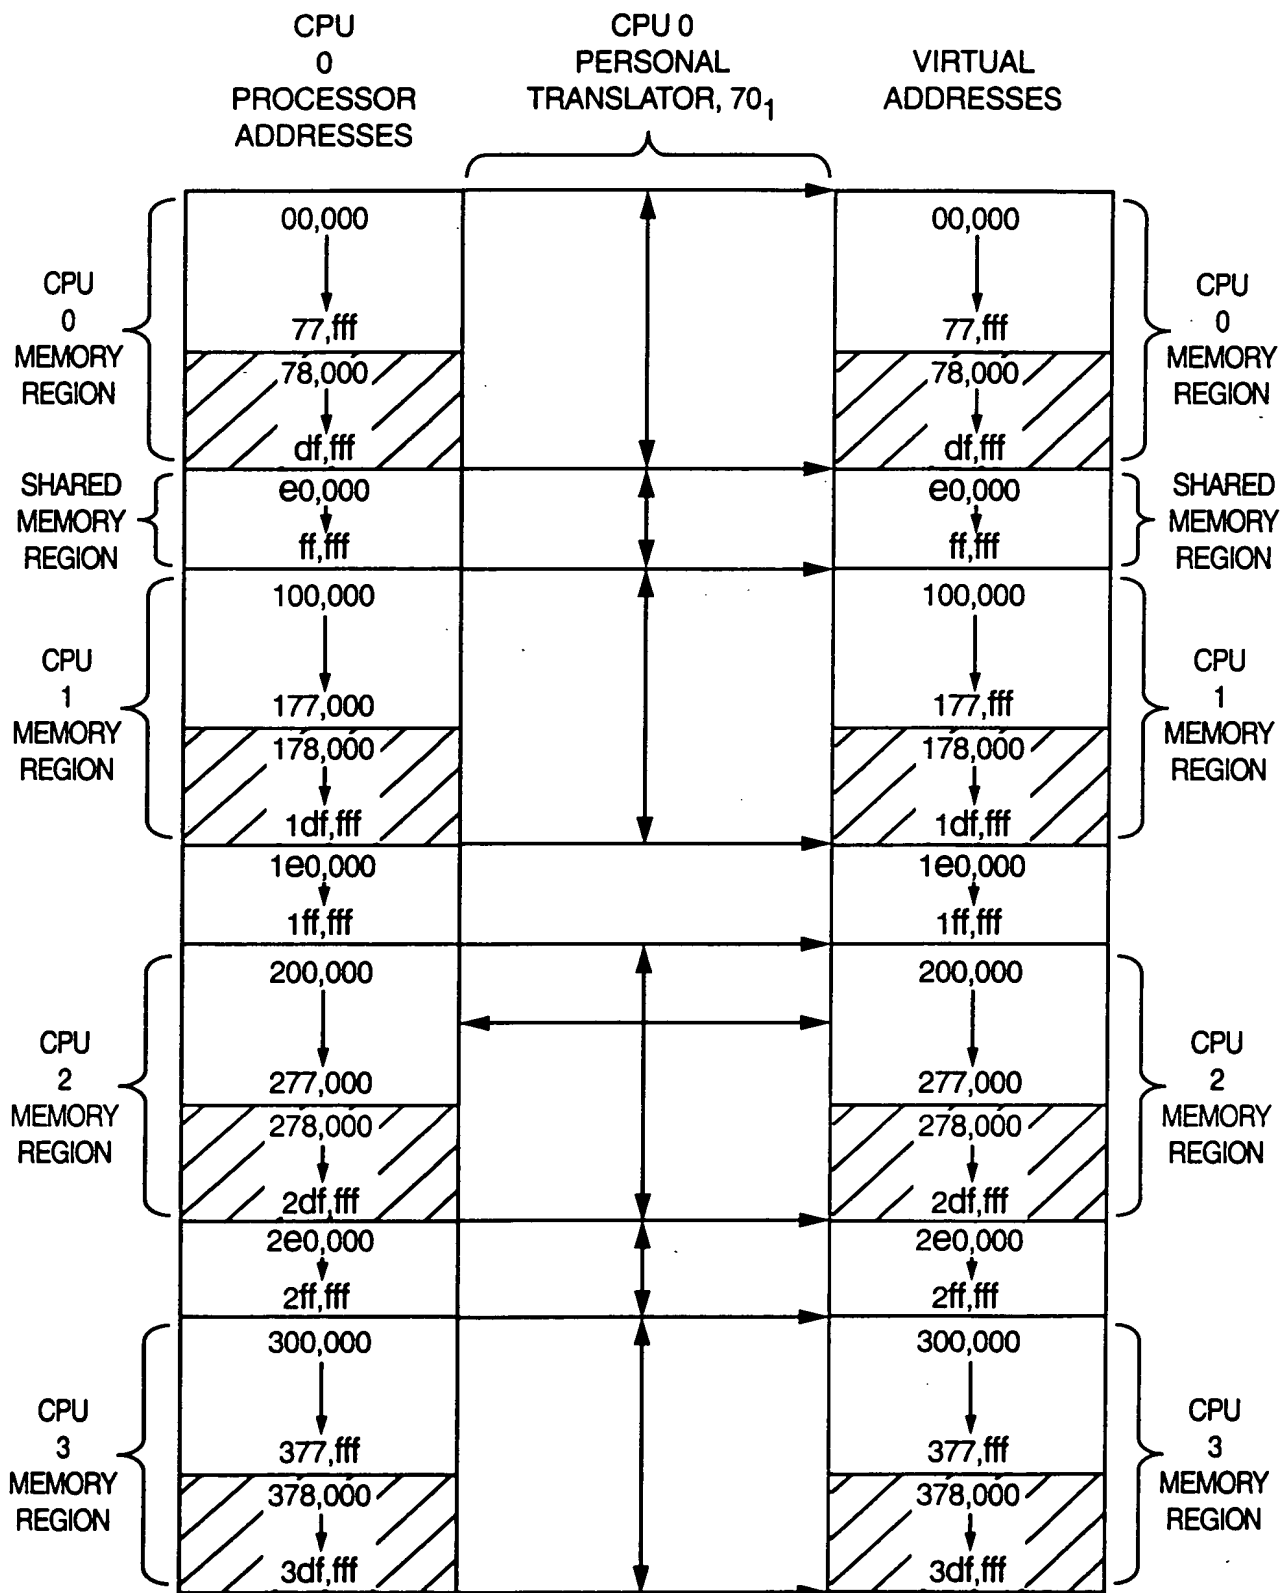 CPU
0
PROCESSOR
ADDRESSES
CPU 0
PERSONAL
TRANSLATOR, 70₁
VIRTUAL
ADDRESSES
CPU
0
MEMORY
REGION
00,000
77,fff
78,000
df,fff
00,000
77,fff
78,000
df,fff
CPU
0
MEMORY
REGION
SHARED
MEMORY
REGION
e0,000
ff,fff
e0,000
ff,fff
SHARED
MEMORY
REGION
CPU
1
MEMORY
REGION
100,000
177,000
178,000
1df,fff
100,000
177,fff
178,000
1df,fff
CPU
1
MEMORY
REGION
1e0,000
1ff,fff
1e0,000
1ff,fff
CPU
2
MEMORY
REGION
200,000
277,000
278,000
2df,fff
200,000
277,000
278,000
2df,fff
CPU
2
MEMORY
REGION
2e0,000
2ff,fff
2e0,000
2ff,fff
CPU
3
MEMORY
REGION
300,000
377,fff
378,000
3df,fff
300,000
377,fff
378,000
3df,fff
CPU
3
MEMORY
REGION